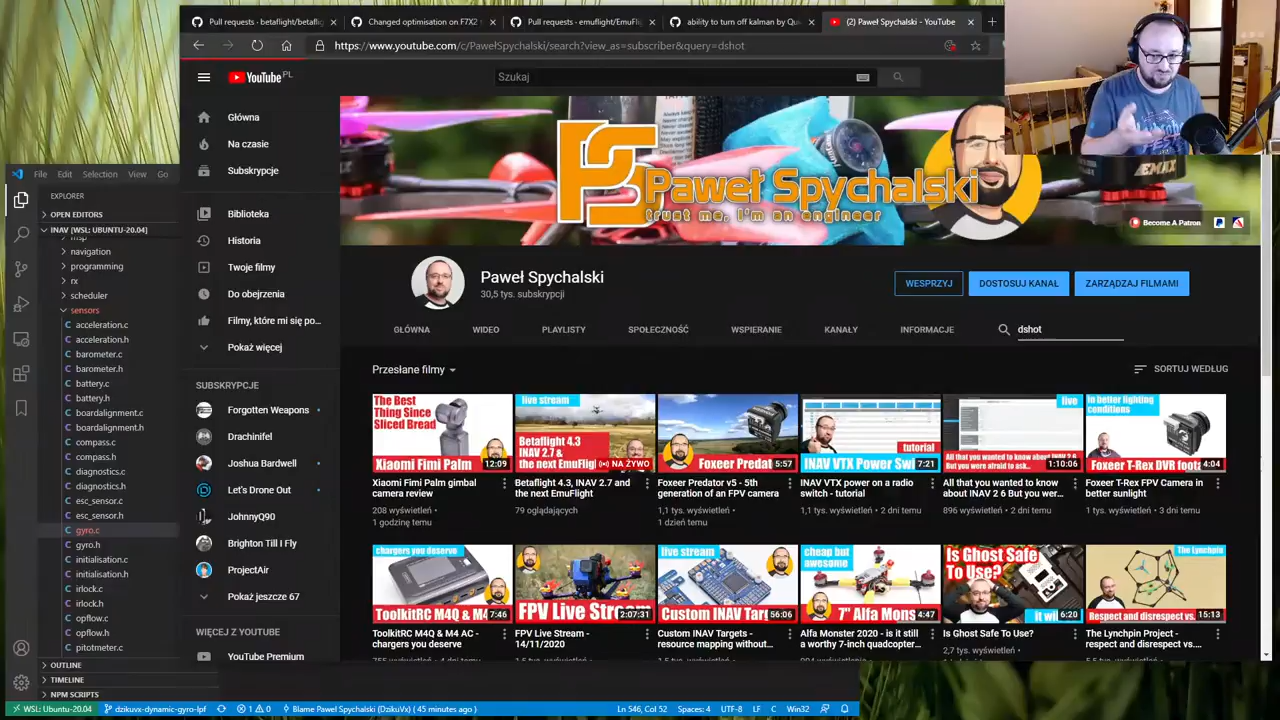 Pull requests · betaflight/betafl
Changed optimisation on F7X2
Pull requests · emuflight/EmuFli
ability to turn off kalman by Qu
(2) Paweł Spychalski - YouTube
https://www.youtube.com/c/PawełSpychalski/search?view_as=subscriber&query=dshot
YouTube PL
Szukaj
Główna
Na czasie
Subskrypcje
Biblioteka
Historia
Twoje filmy
Do obejrzenia
Filmy, które mi się po...
Pokaż więcej
SUBSKRYPCJE
Forgotten Weapons
Drachinifel
Joshua Bardwell
Let's Drone Out
JohnnyQ90
Brighton Till I Fly
ProjectAir
Pokaż jeszcze 67
WIĘCEJ Z YOUTUBE
YouTube Premium
PS Paweł Spychalski
trust me, I'm an engineer
EMAX
Become A Patron
Paweł Spychalski
30,5 tys. subskrypcji
WESPRZYJ
DOSTOSUJ KANAŁ
ZARZĄDZAJ FILMAMI
GŁÓWNA
WIDEO
PLAYLISTY
SPOŁECZNOŚĆ
WSPIERANIE
KANAŁY
INFORMACJE
dshot
Przesłane filmy
SORTUJ WEDŁUG
The Best
Thing Since
Sliced Bread
Xiaomi Fimi Palm
12:09
Xiaomi Fimi Palm gimbal
camera review
208 wyświetleń •
1 godzinę temu
live stream
Betaflight 4.3
INAV 2.7 &
the next EmuFlig
NA ŻYWO
Betaflight 4.3, INAV 2.7 and
the next EmuFlight
79 oglądających
Foxeer Predat
5:57
Foxeer Predator v5 - 5th
generation of an FPV camera
1,1 tys. wyświetleń •
1 dzień temu
tutorial
INAV VTX Power Swi
7:21
INAV VTX power on a radio
switch - tutorial
1,1 tys. wyświetleń • 2 dni temu
live
All that you wanted to know about INAV 2.6
But you were afraid to ask...
1:10:06
All that you wanted to
know about INAV 2 6 But you wer...
896 wyświetleń • 2 dni temu
in better lighting
conditions
Foxeer T-Rex DVR foota
4:04
Foxeer T-Rex FPV Camera in
better sunlight
1 tys. wyświetleń • 3 dni temu
chargers you deserve
ToolkitRC M4Q & M4
7:46
ToolkitRC M4Q & M4 AC -
chargers you deserve
FPV Live Stream
2:07:31
FPV Live Stream -
14/11/2020
live stream
Custom INAV Targ
56:06
Custom INAV Targets -
resource mapping without...
cheap but
awesome
7" Alfa Mons
4:47
Alfa Monster 2020 - is it still
a worthy 7-inch quadcopter...
Is Ghost Safe
To Use?
it wil
6:20
Is Ghost Safe To Use?
2,7 tys. wyświetleń •
The Lynchpin
Respect and disrespect vs.
15:13
The Lynchpin Project -
respect and disrespect vs....
File Edit Selection View Go
EXPLORER
OPEN EDITORS
INAV [WSL: UBUNTU-20.04]
msp
navigation
programming
rx
scheduler
sensors
acceleration.c
acceleration.h
barometer.c
barometer.h
battery.c
battery.h
boardalignment.c
boardalignment.h
compass.c
compass.h
diagnostics.c
diagnostics.h
esc_sensor.c
esc_sensor.h
gyro.c
gyro.h
initialisation.c
initialisation.h
irlock.c
irlock.h
opflow.c
opflow.h
pitotmeter.c
OUTLINE
TIMELINE
NPM SCRIPTS
WSL: Ubuntu-20.04
dzikuvx-dynamic-gyro-lpf
1 0
Blame Pawel Spychalski (DzikuVx) ( 45 minutes ago )
Ln 546, Col 52
Spaces: 4
UTF-8
LF
C
Win32